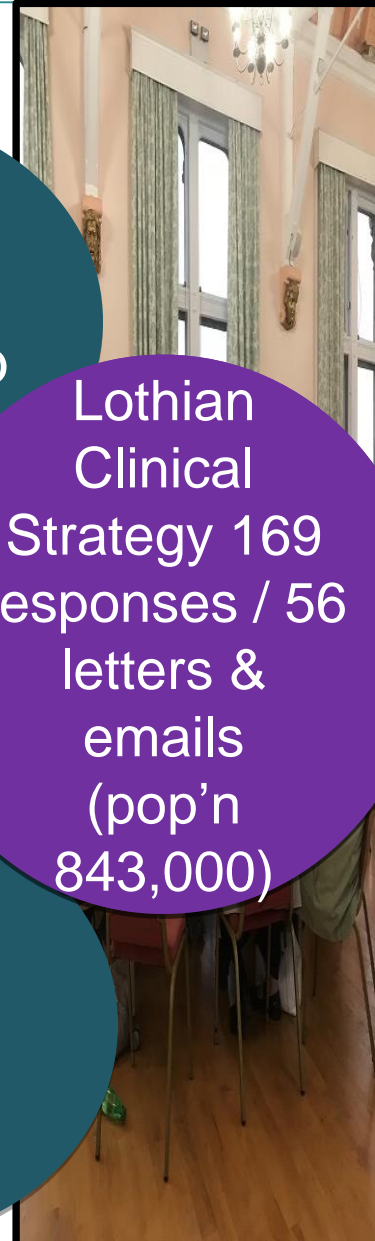 Lothian
Clinical
Strategy 169
esponses / 56
letters &
emails
(pop’n
843,000)